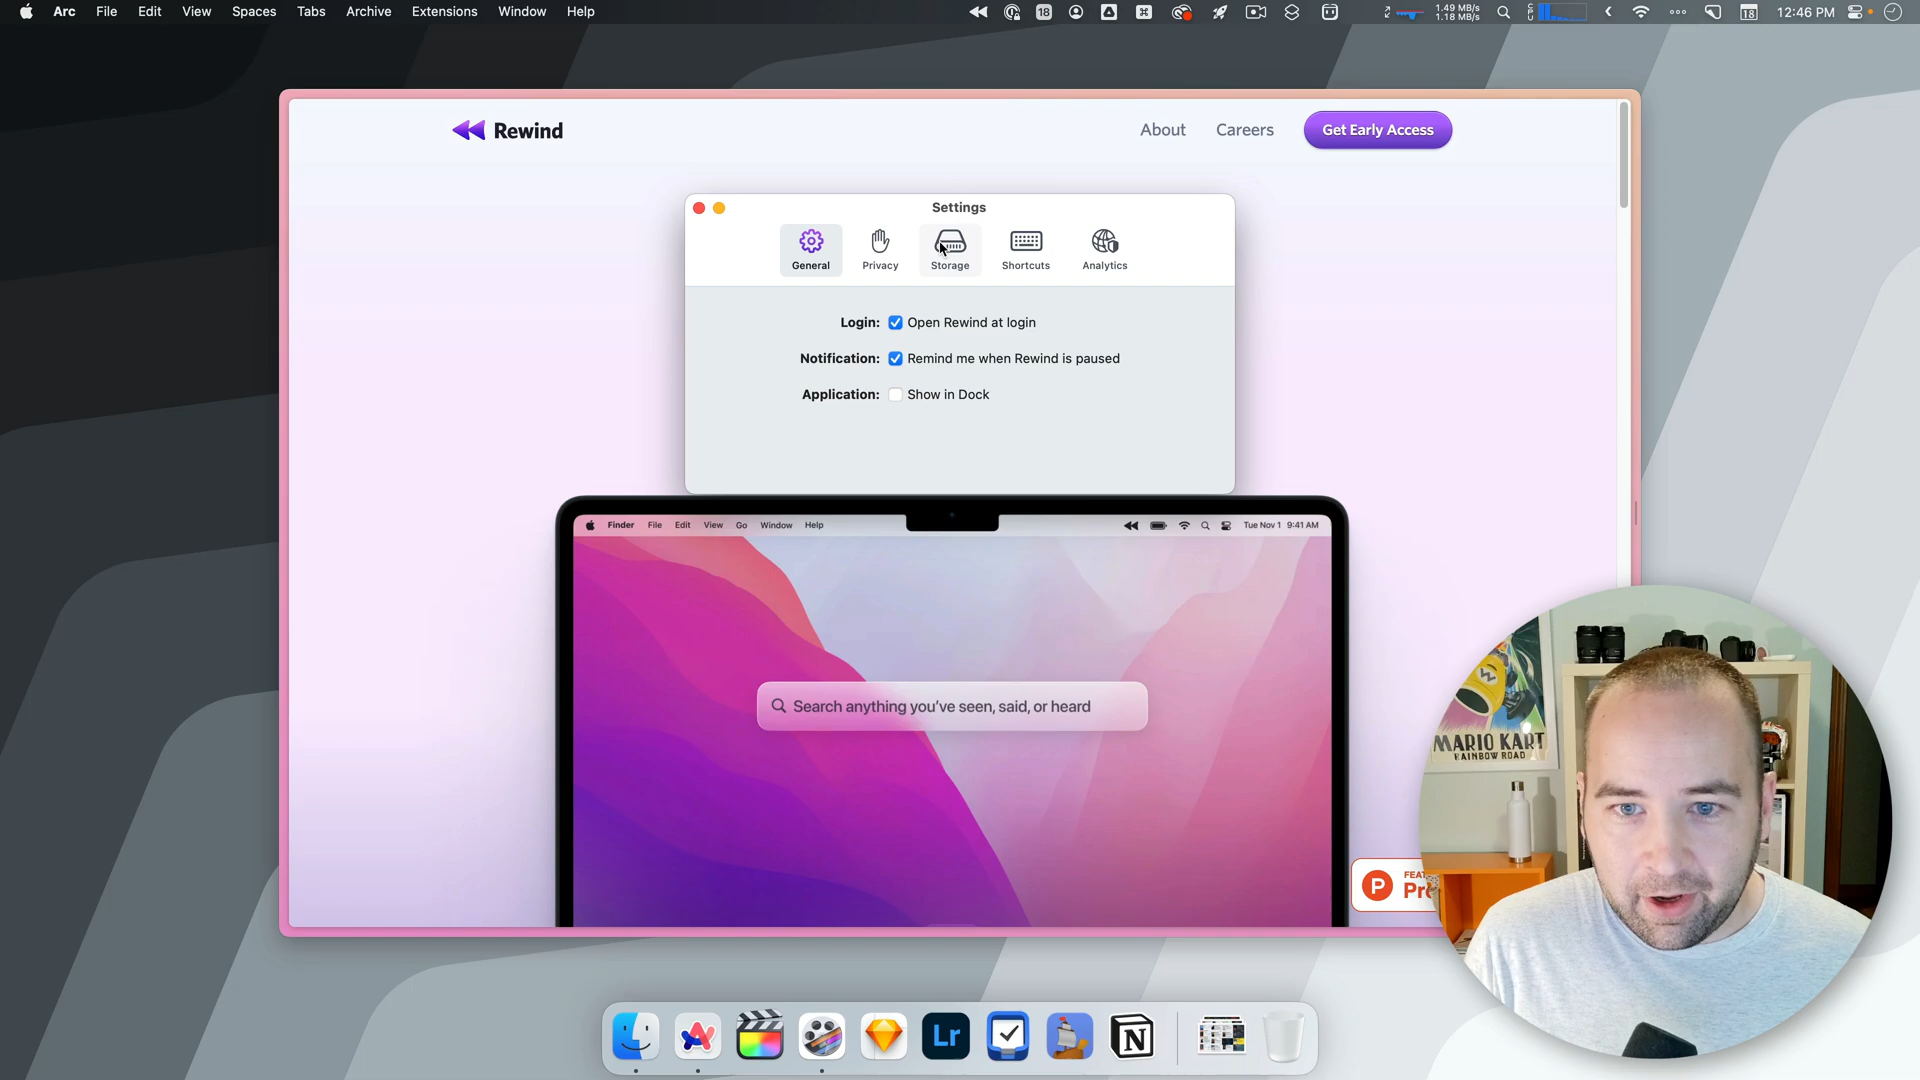 Arc File Edit View Spaces Tabs Archive Extensions Window Help
18
1.49 MB/s
1.18 MB/s
CPU
18
12:46 PM
Rewind
About Careers Get Early Access
Settings
General Privacy Storage Shortcuts Analytics
Login: Open Rewind at login
Notification: Remind me when Rewind is paused
Application: Show in Dock
Finder File Edit View Go Window Help
Tue Nov 1 9:41 AM
Search anything you've seen, said, or heard
MARIO KART
RAINBOW ROAD
P
Lr